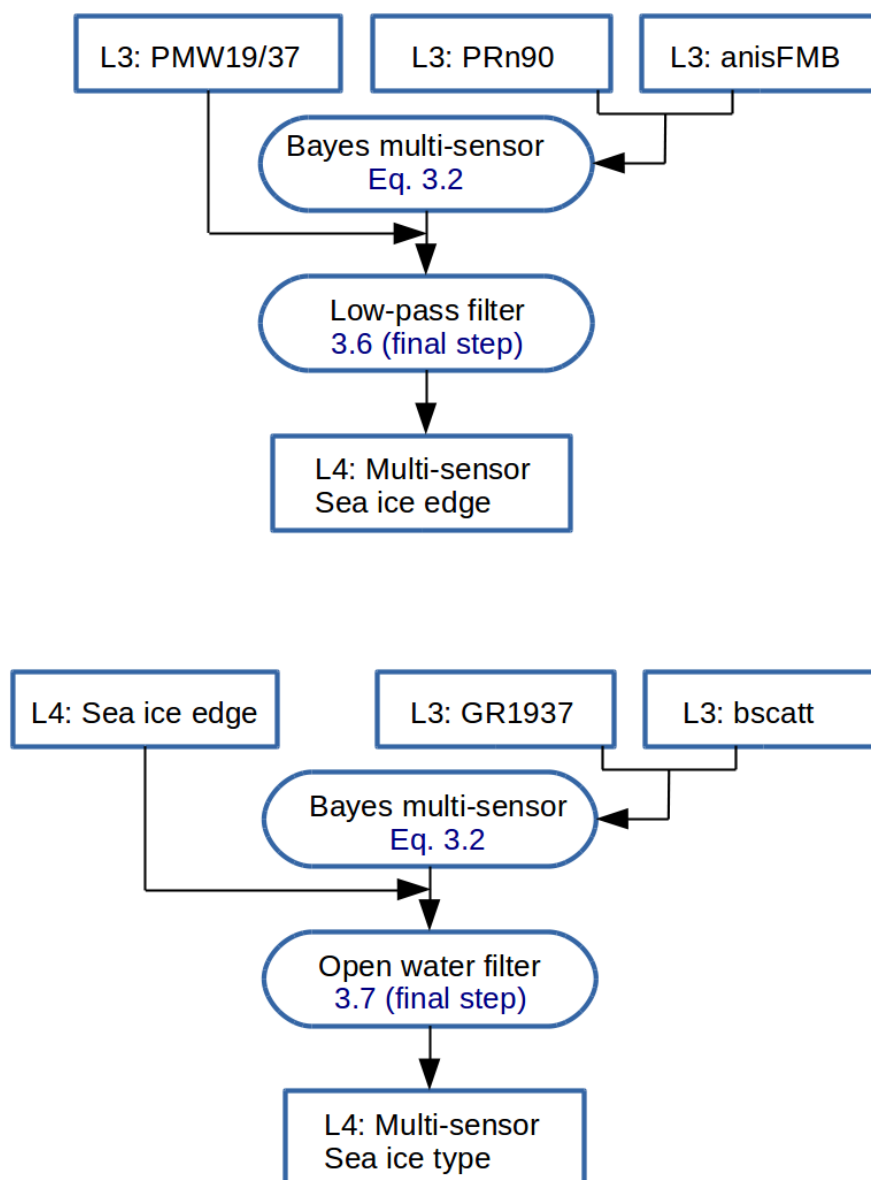 L3: PMW19/37
L3: PRn90
L3: anisFMB
Bayes multi-sensor
Eq. 3.2
Low-pass filter
3.6 (final step)
L4: Multi-sensor
Sea ice edge
L4: Sea ice edge
L3: GR1937
L3: bscatt
Bayes multi-sensor
Eq. 3.2
Open water filter
3.7 (final step)
L4: Multi-sensor
Sea ice type